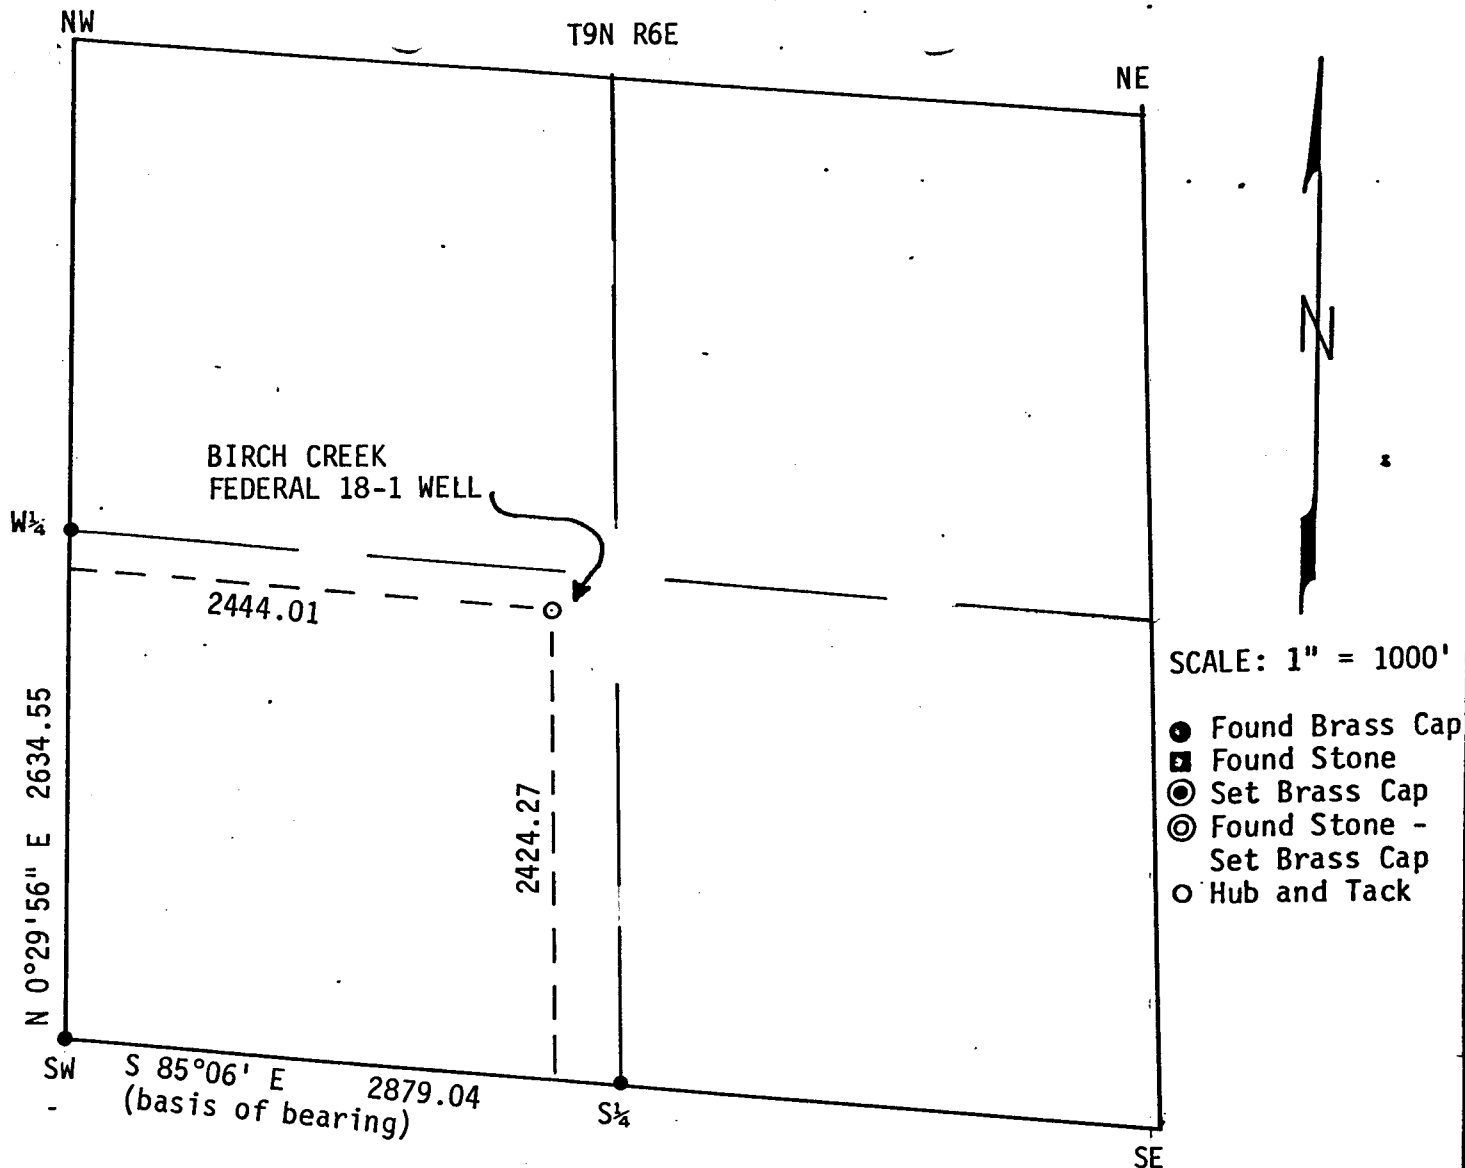 NW
T9N R6E
NE
N
BIRCH CREEK
FEDERAL 18-1 WELL
W¼
2444.01
SCALE: 1" = 1000'
Found Brass Cap
Found Stone
Set Brass Cap
Found Stone -
Set Brass Cap
Hub and Tack
N 0°29'56" E 2634.55
2424.27
SW
S 85°06' E 2879.04
(basis of bearing)
S¼
SE